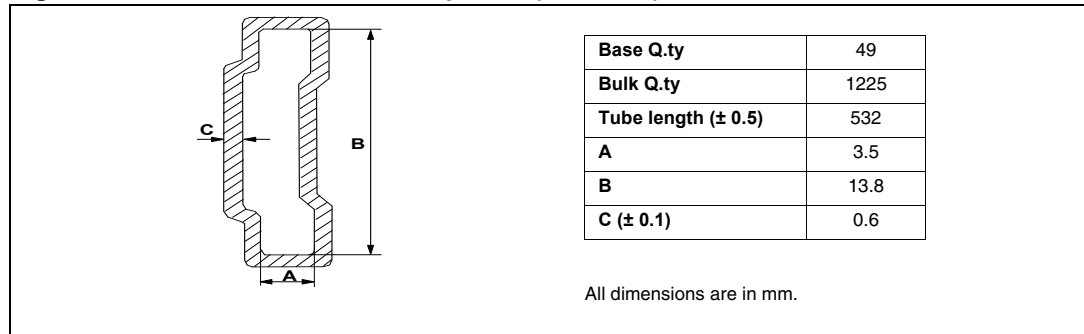 C
B
A
Base Q.ty 49
Bulk Q.ty 1225
Tube length (± 0.5) 532
A 3.5
B 13.8
C (± 0.1) 0.6
All dimensions are in mm.